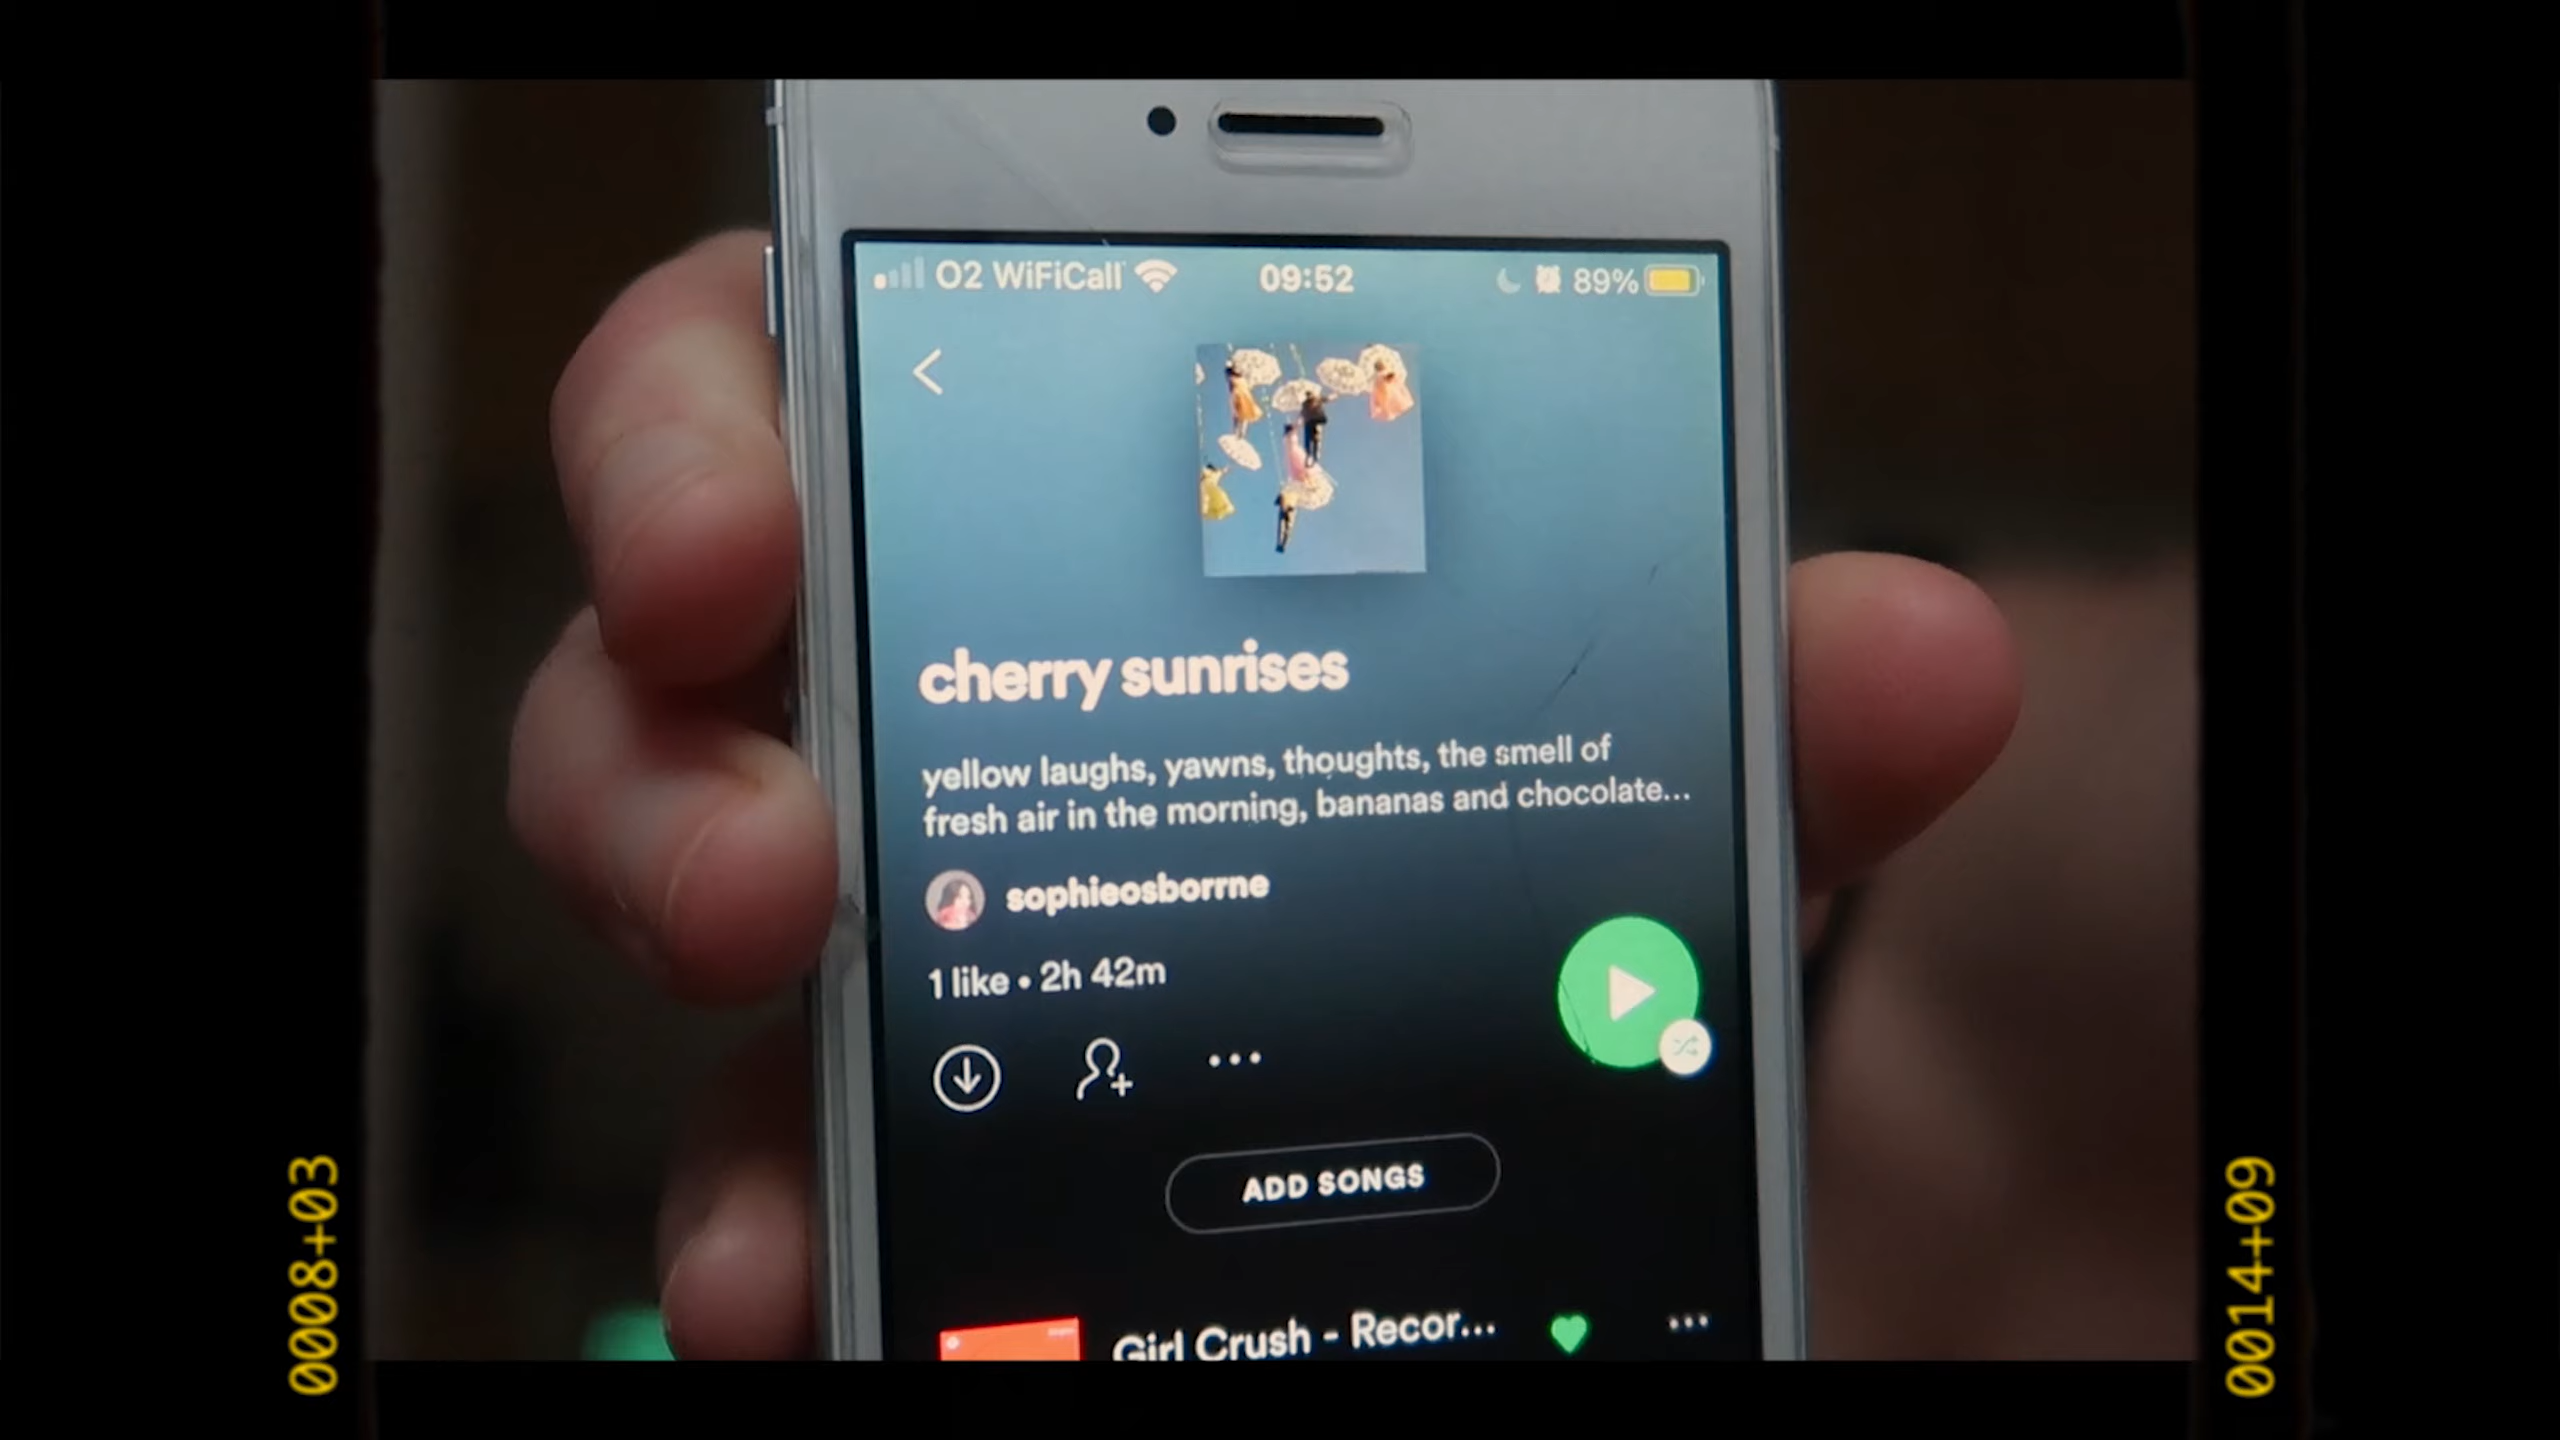 O2 WiFiCall 09:52 89%
cherry sunrises
yellow laughs, yawns, thoughts, the smell of
fresh air in the morning, bananas and chocolate...
sophieosborrne
1 like • 2h 42m
ADD SONGS
Girl Crush - Recor...
0008+03
0014+09